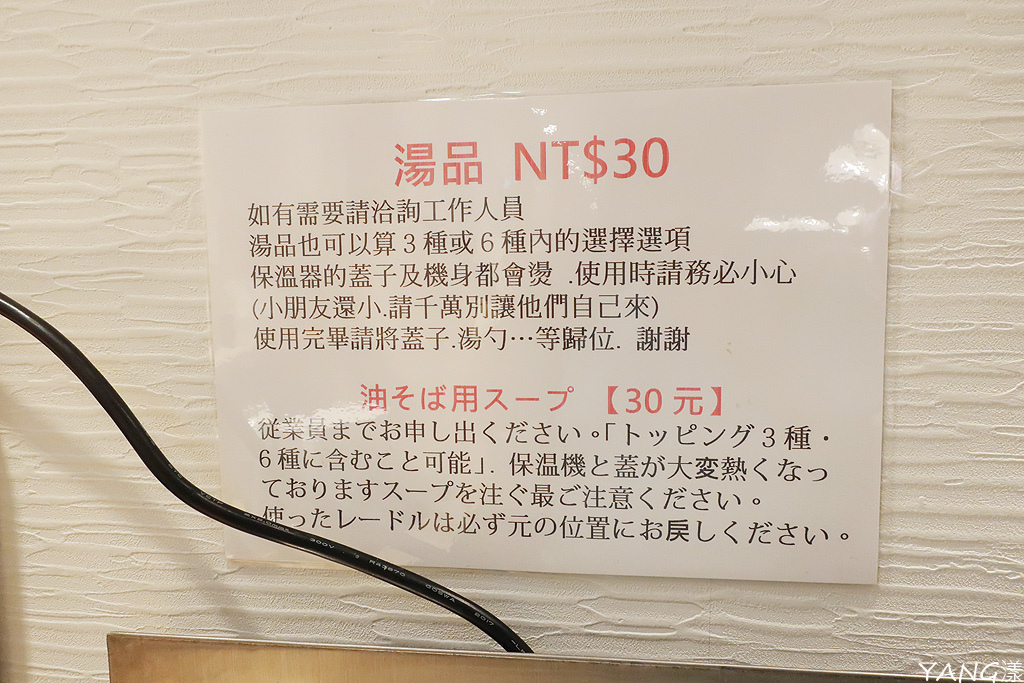 湯品 NT$30
如有需要請洽詢工作人員
湯品也可以算3種或6種內的選擇選項
保溫器的蓋子及機身都會燙 .使用時請務必小心
(小朋友還小.請千萬別讓他們自己來)
使用完畢請將蓋子.湯勺…等歸位. 謝謝
油そば用スープ 【30元】
従業員までお申し出ください。「トッピング3種・
6種に含むこと可能」. 保温機と蓋が大変熱くなっ
ておりますスープを注ぐ最ご注意ください。
使ったレードルは必ず元の位置にお戻しください。
300V
2017
YANG漾